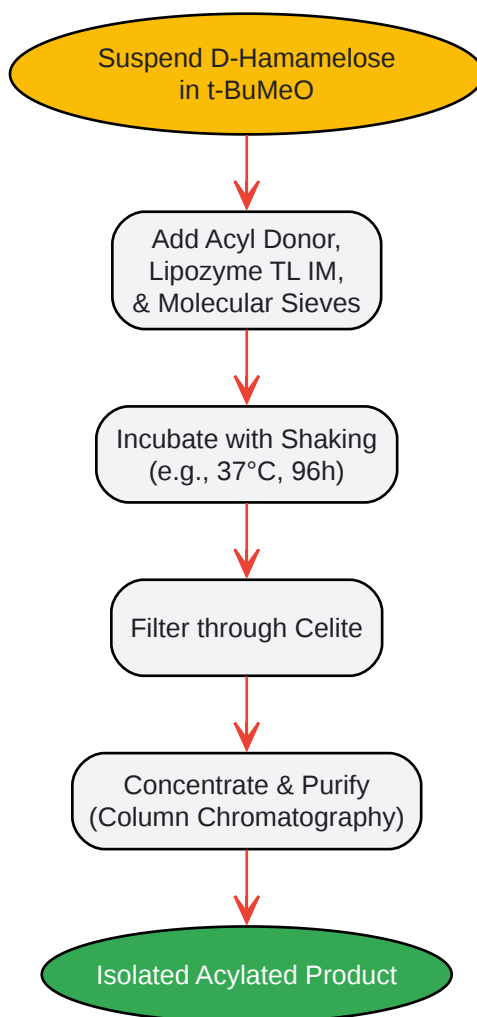 Suspend D-Hamamelose
in t-BuMeO
Add Acyl Donor,
Lipozyme TL IM,
& Molecular Sieves
Incubate with Shaking
(e.g., 37°C, 96h)
Filter through Celite
Concentrate & Purify
(Column Chromatography)
Isolated Acylated Product